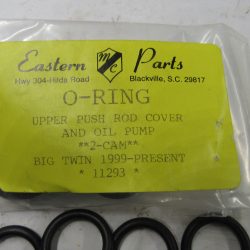 Eastern MC Parts
Hwy 304-Hilda Road Blackville, S.C. 29817
O-RING
UPPER PUSH ROD COVER
AND OIL PUMP
**2-CAM**
BIG TWIN 1999-PRESENT
* 11293 *